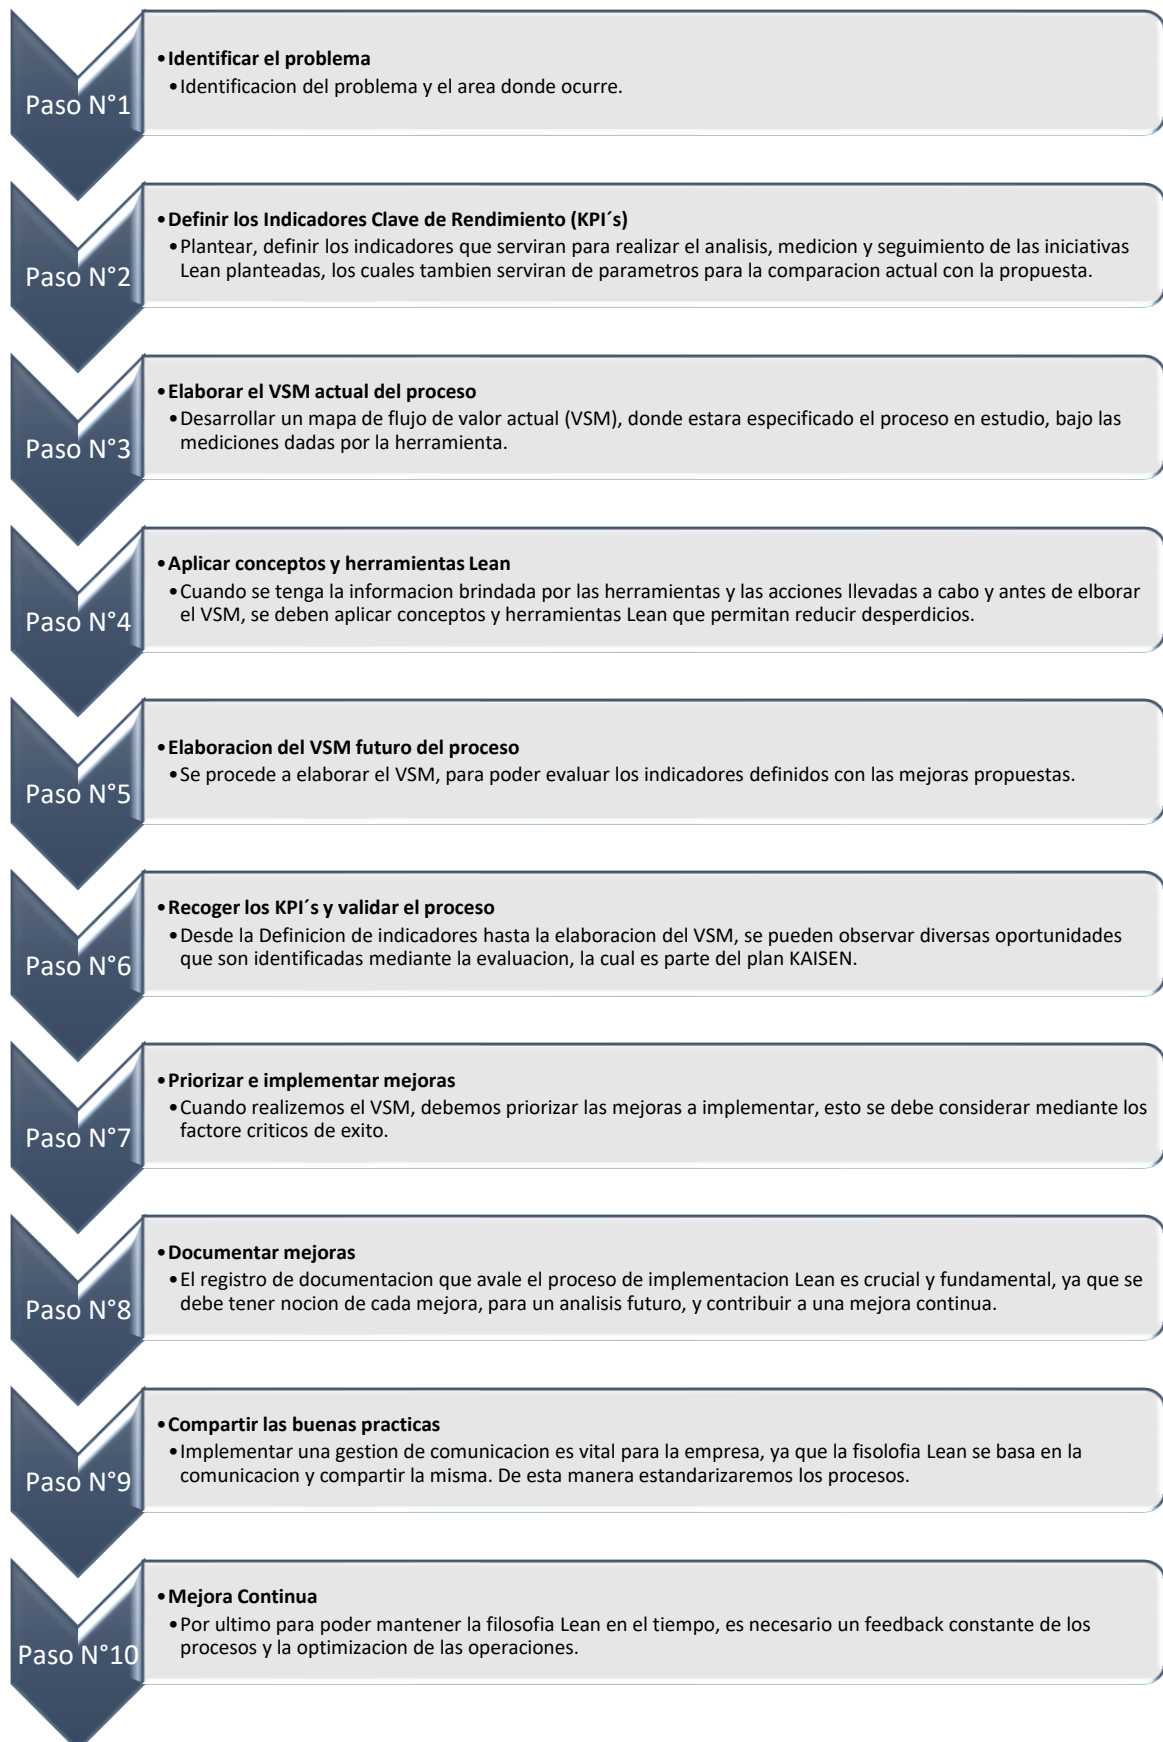 Paso N°1
•Identificar el problema
•Identificacion del problema y el area donde ocurre.
Paso N°2
•Definir los Indicadores Clave de Rendimiento (KPI´s)
•Plantear, definir los indicadores que serviran para realizar el analisis, medicion y seguimiento de las iniciativas
Lean planteadas, los cuales tambien serviran de parametros para la comparacion actual con la propuesta.
Paso N°3
•Elaborar el VSM actual del proceso
•Desarrollar un mapa de flujo de valor actual (VSM), donde estara especificado el proceso en estudio, bajo las
mediciones dadas por la herramienta.
Paso N°4
•Aplicar conceptos y herramientas Lean
•Cuando se tenga la informacion brindada por las herramientas y las acciones llevadas a cabo y antes de elborar
el VSM, se deben aplicar conceptos y herramientas Lean que permitan reducir desperdicios.
Paso N°5
•Elaboracion del VSM futuro del proceso
•Se procede a elaborar el VSM, para poder evaluar los indicadores definidos con las mejoras propuestas.
Paso N°6
•Recoger los KPI´s y validar el proceso
•Desde la Definicion de indicadores hasta la elaboracion del VSM, se pueden observar diversas oportunidades
que son identificadas mediante la evaluacion, la cual es parte del plan KAISEN.
Paso N°7
•Priorizar e implementar mejoras
•Cuando realizemos el VSM, debemos priorizar las mejoras a implementar, esto se debe considerar mediante los
factore criticos de exito.
Paso N°8
•Documentar mejoras
•El registro de documentacion que avale el proceso de implementacion Lean es crucial y fundamental, ya que se
debe tener nocion de cada mejora, para un analisis futuro, y contribuir a una mejora continua.
Paso N°9
•Compartir las buenas practicas
•Implementar una gestion de comunicacion es vital para la empresa, ya que la fisolofia Lean se basa en la
comunicacion y compartir la misma. De esta manera estandarizaremos los procesos.
Paso N°10
•Mejora Continua
•Por ultimo para poder mantener la filosofia Lean en el tiempo, es necesario un feedback constante de los
procesos y la optimizacion de las operaciones.